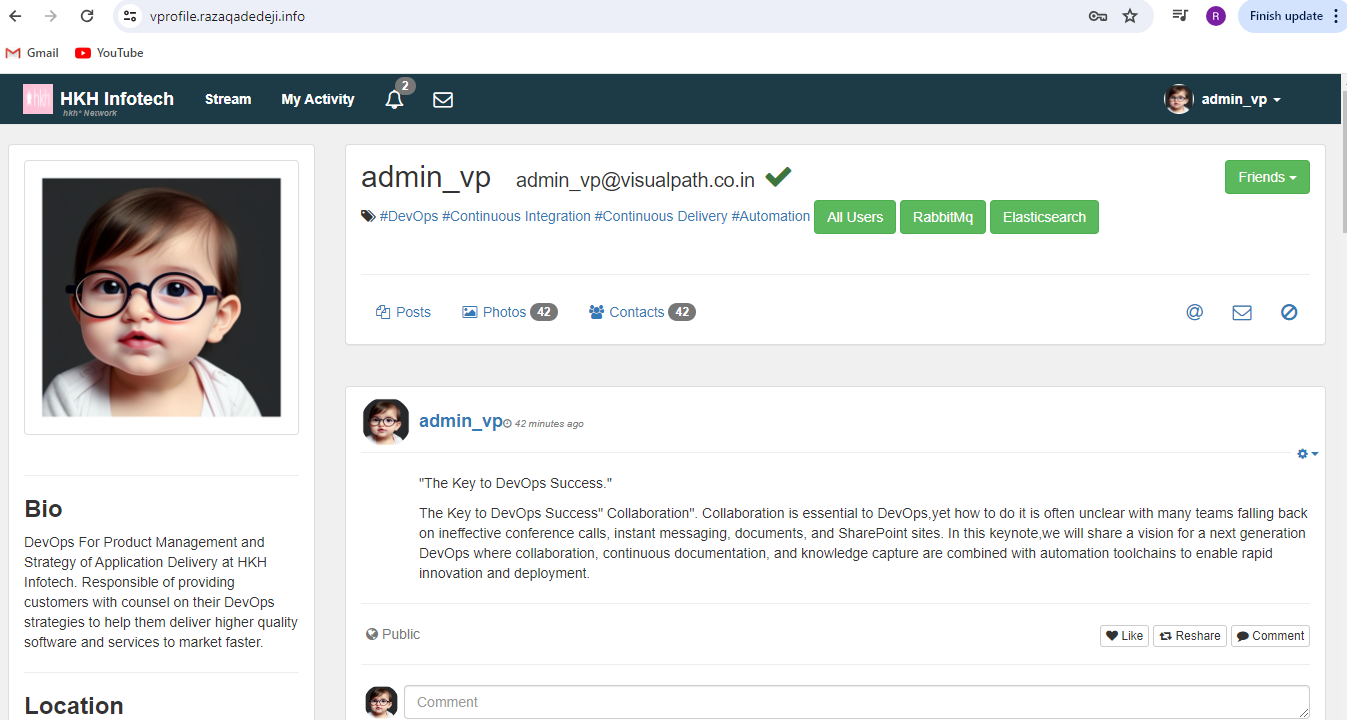 vprofile.razaqadedeji.info
R
Finish update
Gmail
YouTube
hkh
HKH Infotech
hkh* Network
Stream
My Activity
2
admin_vp
admin_vp
admin_vp@visualpath.co.in
Friends
#DevOps #Continuous Integration #Continuous Delivery #Automation
All Users
RabbitMq
Elasticsearch
Posts
Photos 42
Contacts 42
@
Bio
DevOps For Product Management and
Strategy of Application Delivery at HKH
Infotech. Responsible of providing
customers with counsel on their DevOps
strategies to help them deliver higher quality
software and services to market faster.
Location
admin_vp 42 minutes ago
"The Key to DevOps Success."
The Key to DevOps Success" Collaboration". Collaboration is essential to DevOps,yet how to do it is often unclear with many teams falling back
on ineffective conference calls, instant messaging, documents, and SharePoint sites. In this keynote,we will share a vision for a next generation
DevOps where collaboration, continuous documentation, and knowledge capture are combined with automation toolchains to enable rapid
innovation and deployment.
Public
Like
Reshare
Comment
Comment